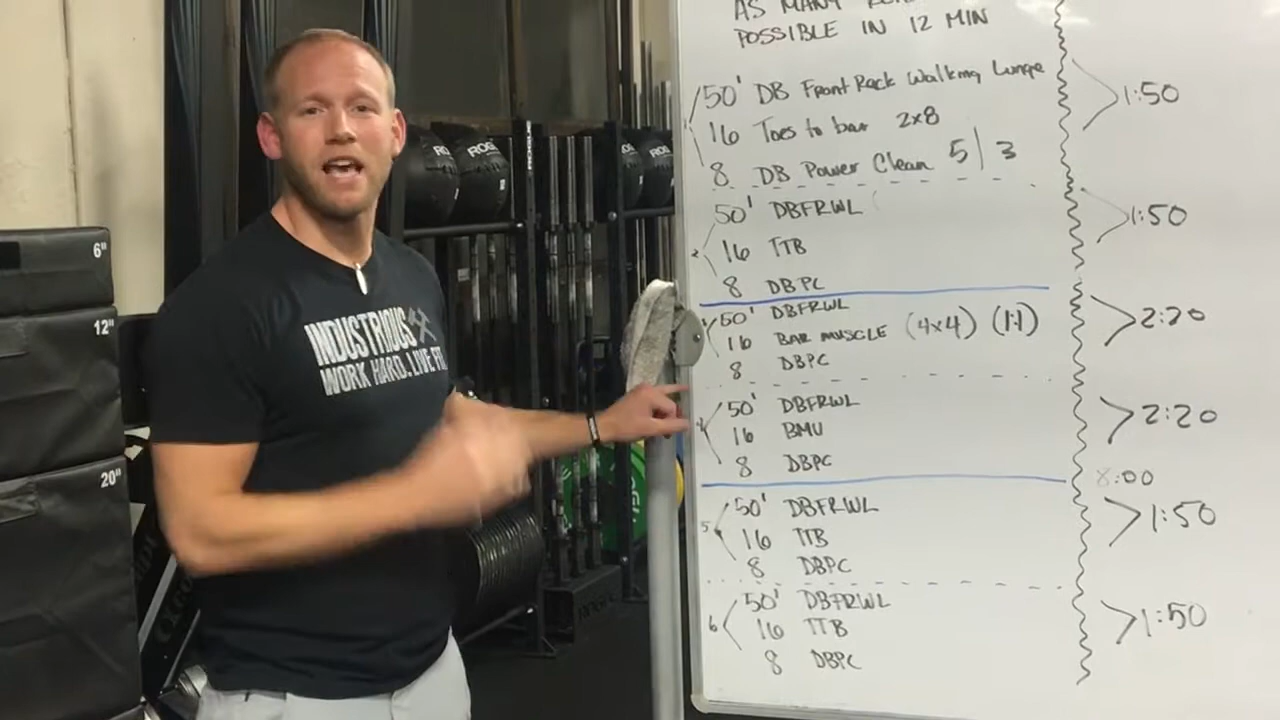 AS MANY
POSSIBLE IN 12 MIN
50' DB Front Rack Walking Lunge
1:50
16 Toes to bar 2x8
8 DB Power Clean 5 | 3
2
50' DBFRWL
1:50
16 TTB
8 DBPC
50' DBFRWL
2:20
16 BAR MUSCLE (4x4) (1:1)
8 DBPC
50' DBFRWL
2:20
16 BMU
8 DBPC
8:00
5
50' DBFRWL
1:50
16 TTB
8 DBPC
6
50' DBFRWL
1:50
16 TTB
8 DBPC
INDUSTRIOUS
WORK HARD. LIVE FIT
6"
12"
20"
ROGUE
ROGUE